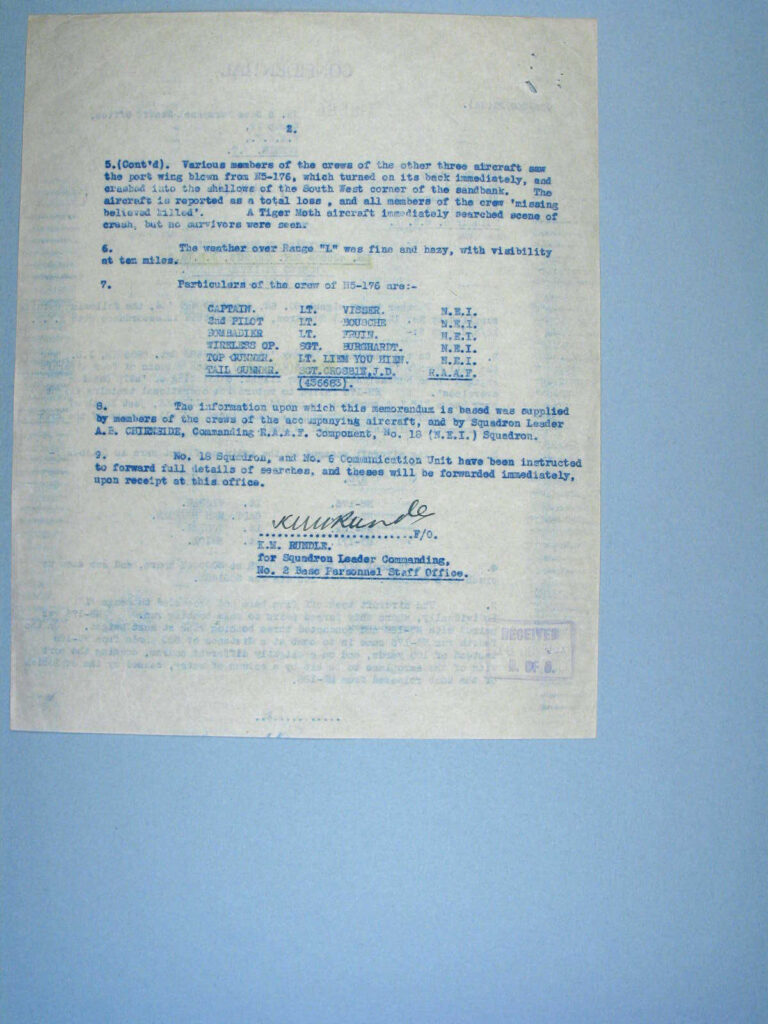 2.
5.(Cont'd). Various members of the crews of the other three aircraft saw
the port wing blown from N5-176, which turned on its back immediately, and
crashed into the shallows of the South West corner of the sandbank. The
aircraft is reported as a total loss , and all members of the crew 'missing
believed killed'. A Tiger Moth aircraft immediately searched scene of
crash, but no survivors were seen.
6. The weather over Range "L" was fine and hazy, with visibility
at ten miles.
7. Particulars of the crew of N5-176 are:-
CAPTAIN. LT. VISSER. N.E.I.
2nd PILOT LT. BOUSCHE N.E.I.
BOMBADIER LT. FRUIN. N.E.I.
WIRELESS OP. SGT. BURGHARDT. N.E.I.
TOP GUNNER. LT. LIEM YOU HIEN. N.E.I.
TAIL GUNNER. SGT.CROSBIE,J.D. R.A.A.F.
(436683).
8. The information upon which this memorandum is based was supplied
by members of the crews of the accompanying aircraft, and by Squadron Leader
A.B. CHIRNSIDE, Commanding R.A.A.F. Component, No. 18 (N.E.I.) Squadron.
9. No. 18 Squadron, and No. 6 Communication Unit have been instructed
to forward full details of searches, and theses will be forwarded immediately,
upon receipt at this office.
KMRundle
....................F/O.
K.M. RUNDLE.
for Squadron Leader Commanding,
No. 2 Base Personnel Staff Office.
RECEIVED